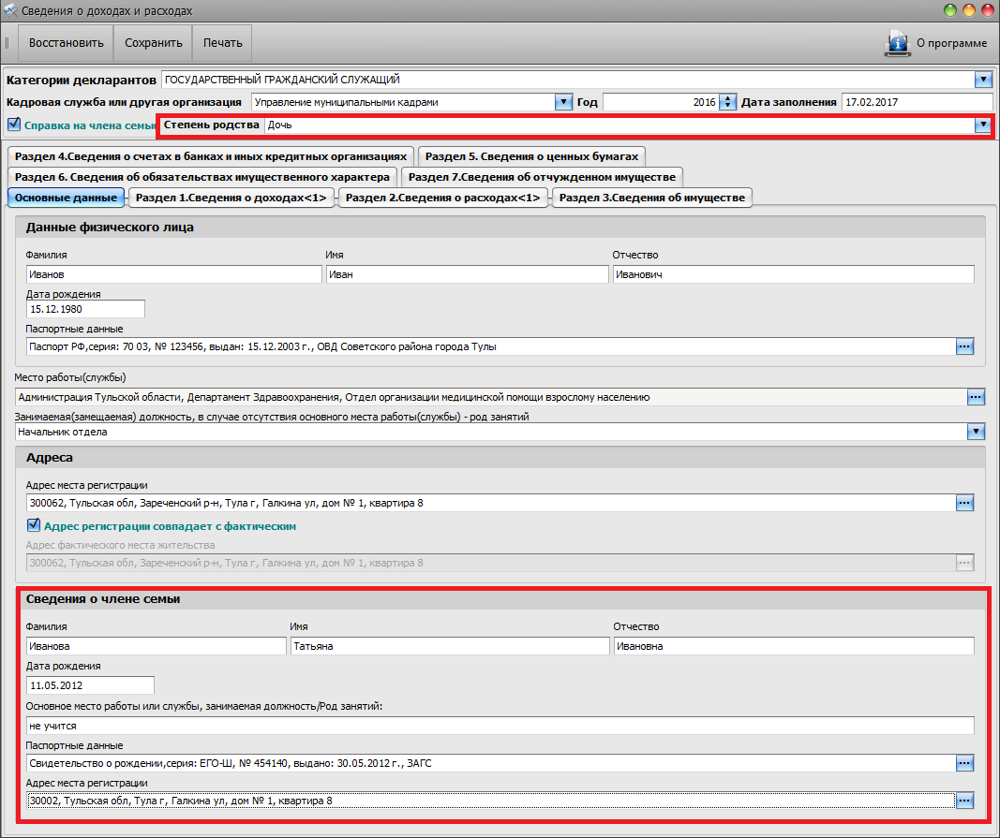 Сведения о доходах и расходах
Восстановить Сохранить Печать О программе
Категории декларантов ГОСУДАРСТВЕННЫЙ ГРАЖДАНСКИЙ СЛУЖАЩИЙ
Кадровая служба или другая организация Управление муниципальными кадрами Год 2016 Дата заполнения 17.02.2017
Справка на члена семьи Степень родства Дочь
Раздел 4.Сведения о счетах в банках и иных кредитных организациях Раздел 5. Сведения о ценных бумагах
Раздел 6. Сведения об обязательствах имущественного характера Раздел 7.Сведения об отчужденном имуществе
Основные данные Раздел 1.Сведения о доходах<1> Раздел 2.Сведения о расходах<1> Раздел 3.Сведения об имуществе
Данные физического лица
Фамилия Имя Отчество
Иванов Иван Иванович
Дата рождения
15.12.1980
Паспортные данные
Паспорт РФ,серия: 70 03, № 123456, выдан: 15.12.2003 г., ОВД Советского района города Тулы
Место работы(службы)
Администрация Тульской области, Департамент Здравоохранения, Отдел организации медицинской помощи взрослому населению
Занимаемая(замещаемая) должность, в случае отсутствия основного места работы(службы) - род занятий
Начальник отдела
Адреса
Адрес места регистрации
300062, Тульская обл, Зареченский р-н, Тула г, Галкина ул, дом № 1, квартира 8
Адрес регистрации совпадает с фактическим
Адрес фактического места жительства
300062, Тульская обл, Зареченский р-н, Тула г, Галкина ул, дом № 1, квартира 8
Сведения о члене семьи
Фамилия Имя Отчество
Иванова Татьяна Ивановна
Дата рождения
11.05.2012
Основное место работы или службы, занимаемая должность/Род занятий:
не учится
Паспортные данные
Свидетельство о рождении,серия: ЕГО-Ш, № 454140, выдано: 30.05.2012 г., ЗАГС
Адрес места регистрации
30002, Тульская обл, Тула г, Галкина ул, дом № 1, квартира 8